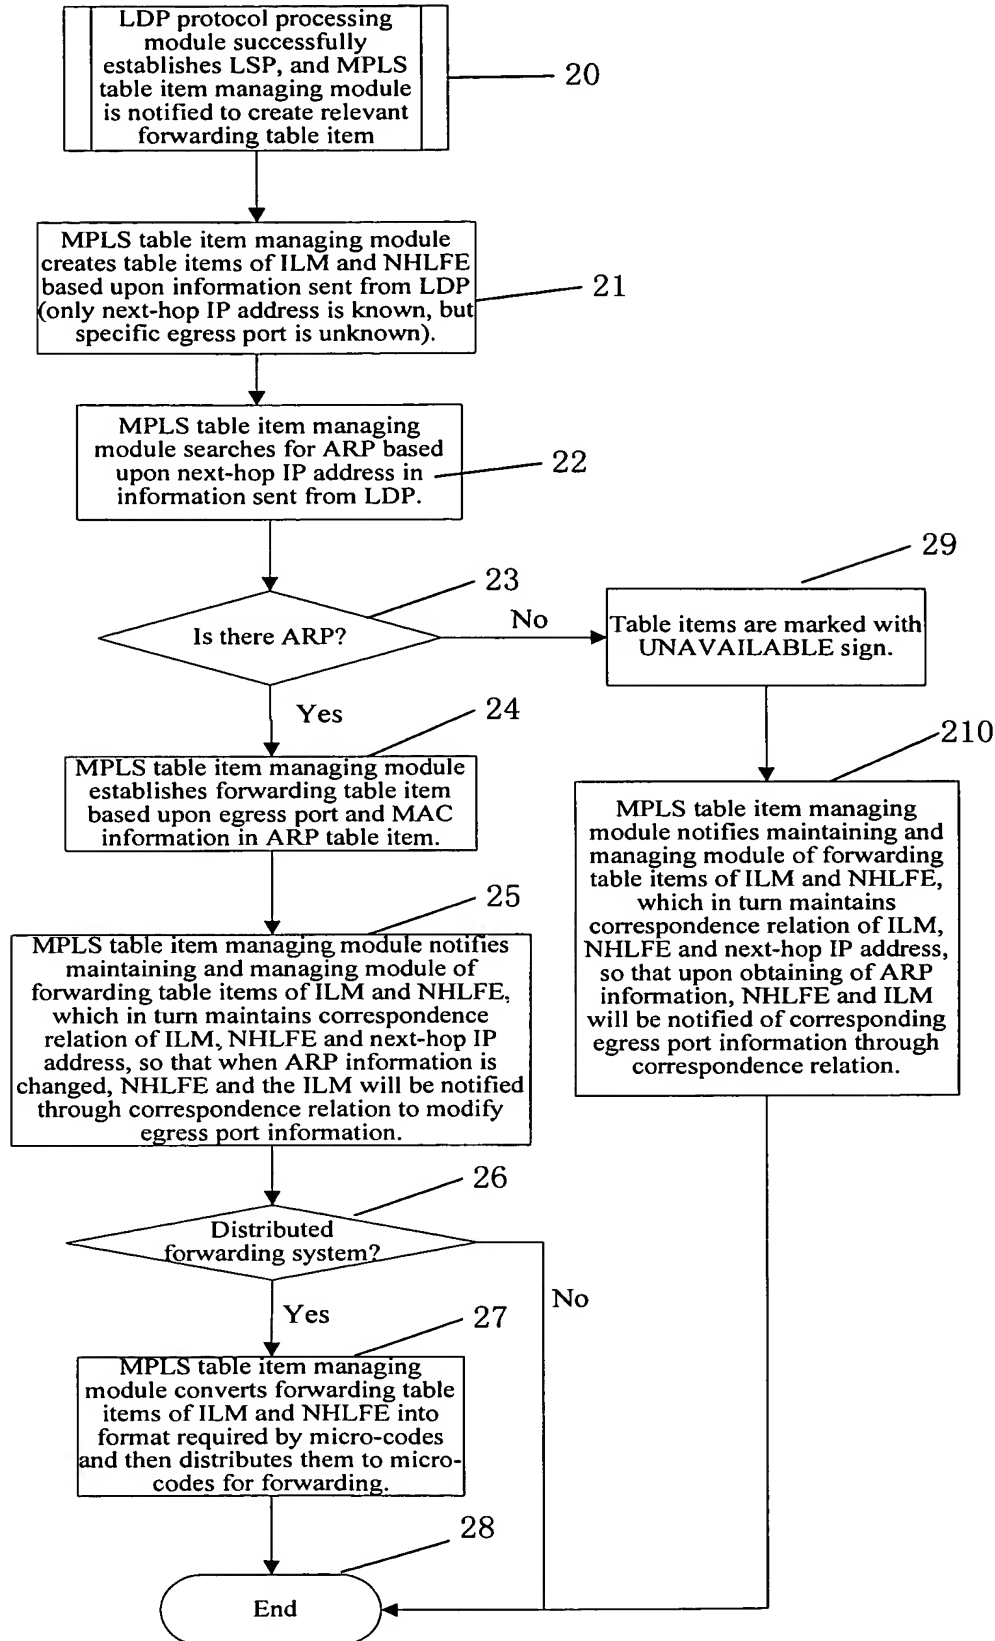 LDP protocol processing
module successfully
establishes LSP, and MPLS
table item managing module
is notified to create relevant
forwarding table item
20
MPLS table item managing module
creates table items of ILM and NHLFE
based upon information sent from LDP
(only next-hop IP address is known, but
specific egress port is unknown).
21
MPLS table item managing
module searches for ARP based
upon next-hop IP address in
information sent from LDP.
22
Is there ARP?
23
No
Table items are marked with
UNAVAILABLE sign.
29
Yes
MPLS table item managing module
establishes forwarding table item
based upon egress port and MAC
information in ARP table item.
24
MPLS table item managing
module notifies maintaining and
managing module of forwarding
table items of ILM and NHLFE,
which in turn maintains
correspondence relation of ILM,
NHLFE and next-hop IP address,
so that upon obtaining of ARP
information, NHLFE and ILM
will be notified of corresponding
egress port information through
correspondence relation.
210
MPLS table item managing module notifies
maintaining and managing module of
forwarding table items of ILM and NHLFE,
which in turn maintains correspondence
relation of ILM, NHLFE and next-hop IP
address, so that when ARP information is
changed, NHLFE and the ILM will be notified
through correspondence relation to modify
egress port information.
25
Distributed
forwarding system?
26
No
Yes
MPLS table item managing
module converts forwarding table
items of ILM and NHLFE into
format required by micro-codes
and then distributes them to micro-
codes for forwarding.
27
End
28